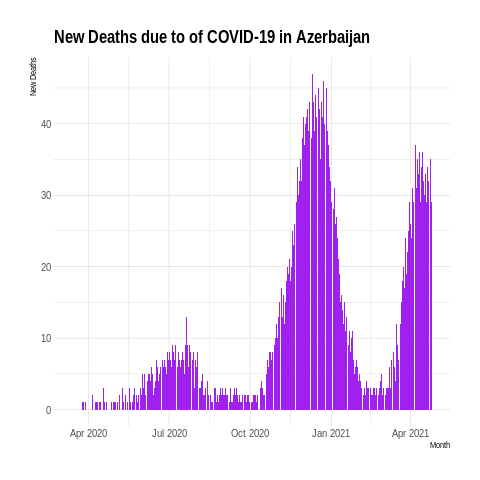 New Deaths due to of COVID-19 in Azerbaijan
New Deaths
40
30
20
10
0
Apr 2020 Jul 2020 Oct 2020 Jan 2021 Apr 2021
Month